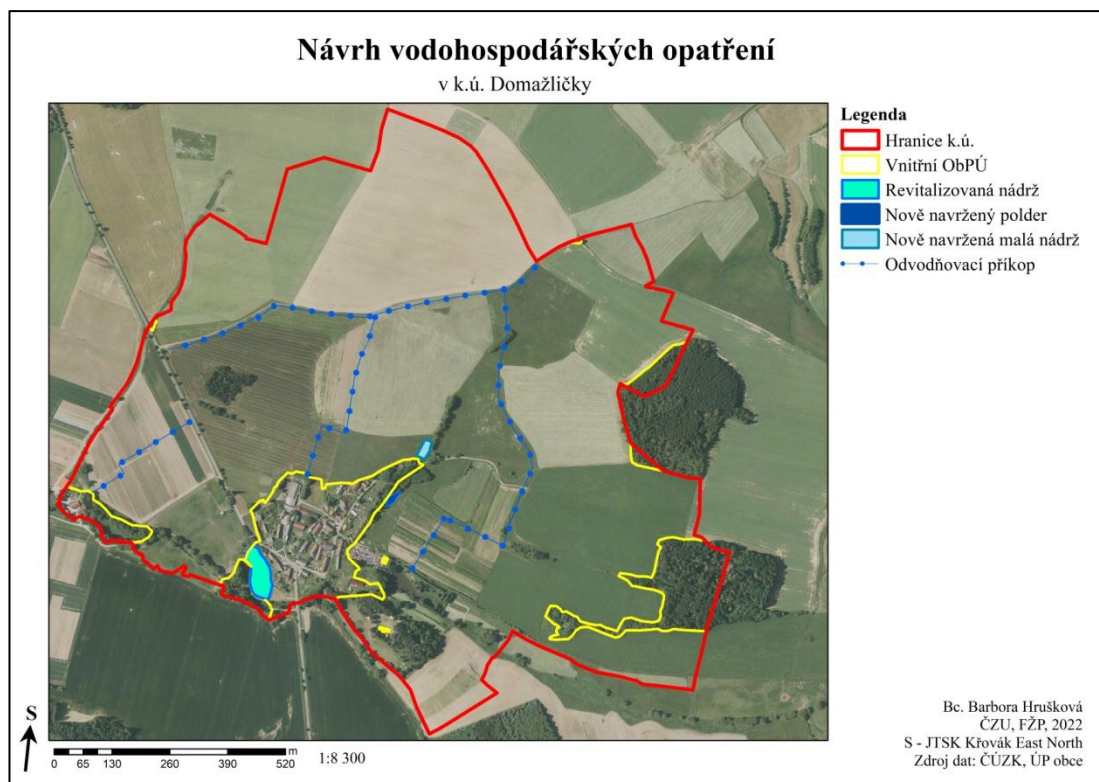 Návrh vodohospodářských opatření
v k.ú. Domažličky
Legenda
Hranice k.ú.
Vnitřní ObPÚ
Revitalizovaná nádrž
Nově navržený polder
Nově navržená malá nádrž
Odvodňovací příkop
S
0 65 130 260 390 520 m
1:8 300
Bc. Barbora Hrušková
ČZU, FŽP, 2022
S - JTSK Křovák East North
Zdroj dat: ČÚZK, ÚP obce